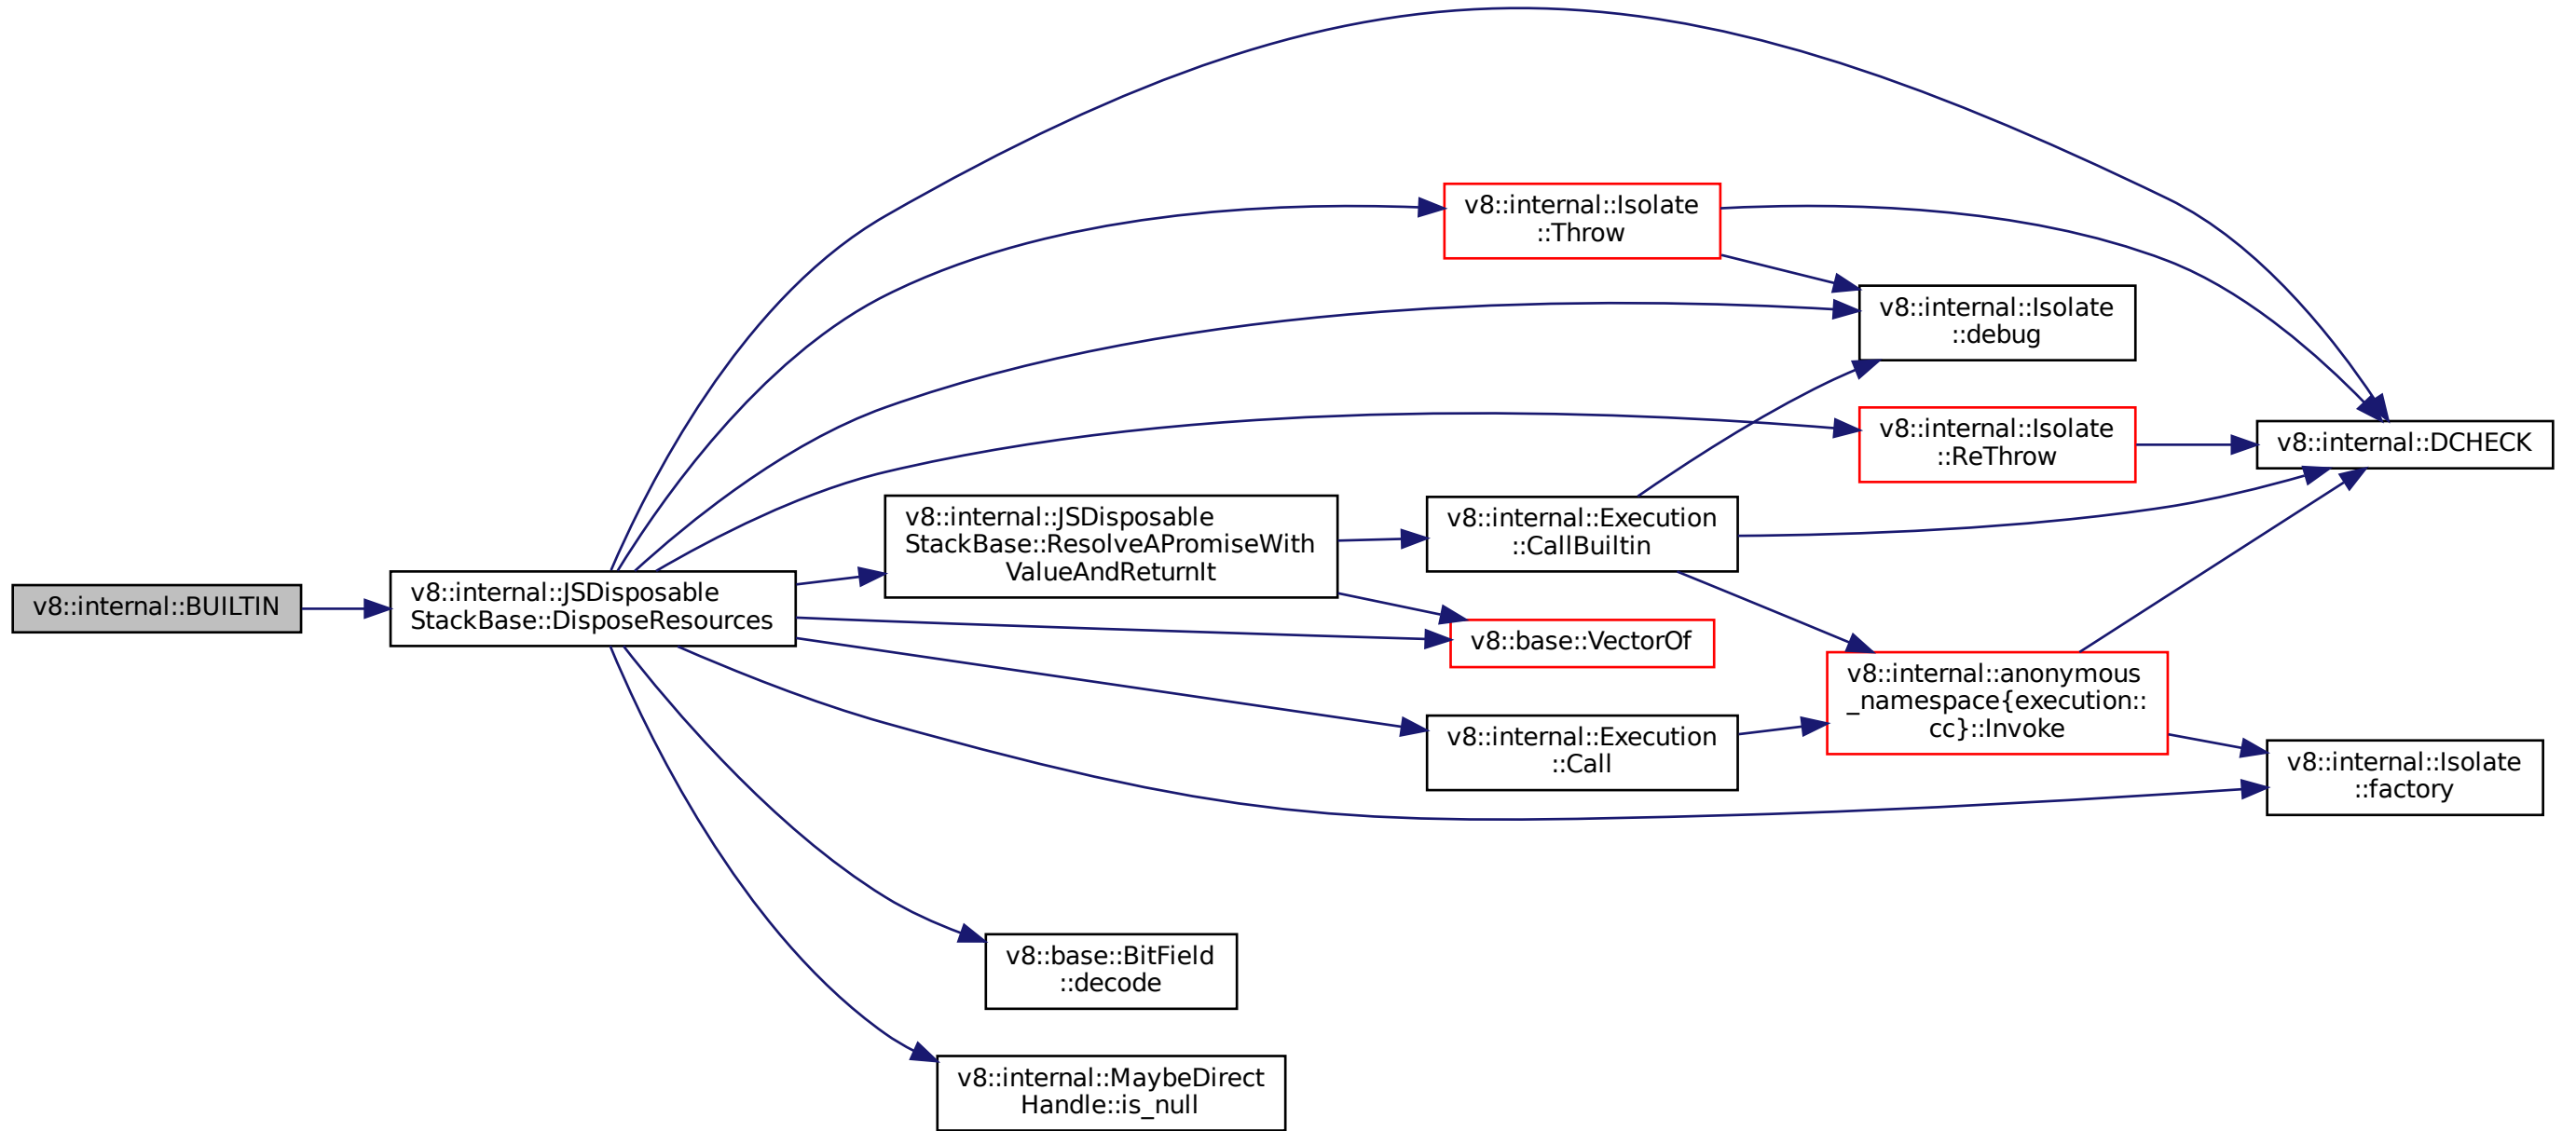 v8::internal::BUILTIN
v8::internal::JSDisposable
StackBase::DisposeResources
v8::internal::JSDisposable
StackBase::ResolveAPromiseWith
ValueAndReturnIt
v8::base::BitField
::decode
v8::internal::MaybeDirect
Handle::is_null
v8::internal::Isolate
::Throw
v8::internal::Execution
::CallBuiltin
v8::base::VectorOf
v8::internal::Execution
::Call
v8::internal::Isolate
::debug
v8::internal::Isolate
::ReThrow
v8::internal::anonymous
_namespace{execution::
cc}::Invoke
v8::internal::DCHECK
v8::internal::Isolate
::factory